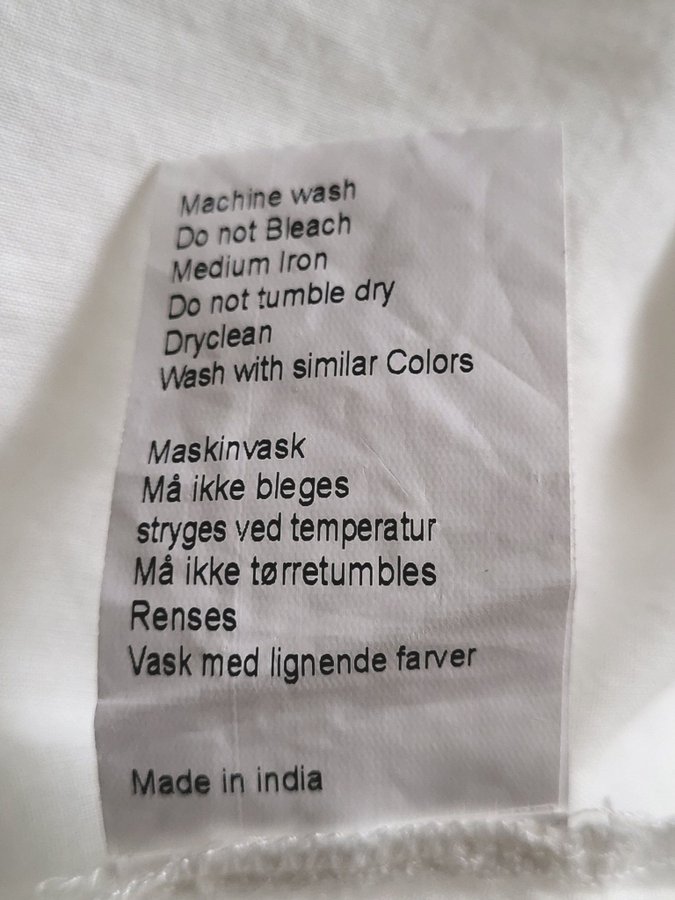 Machine wash
Do not Bleach
Medium Iron
Do not tumble dry
Dryclean
Wash with similar Colors
Maskinvask
Må ikke bleges
stryges ved temperatur
Må ikke tørretumbles
Renses
Vask med lignende farver
Made in india